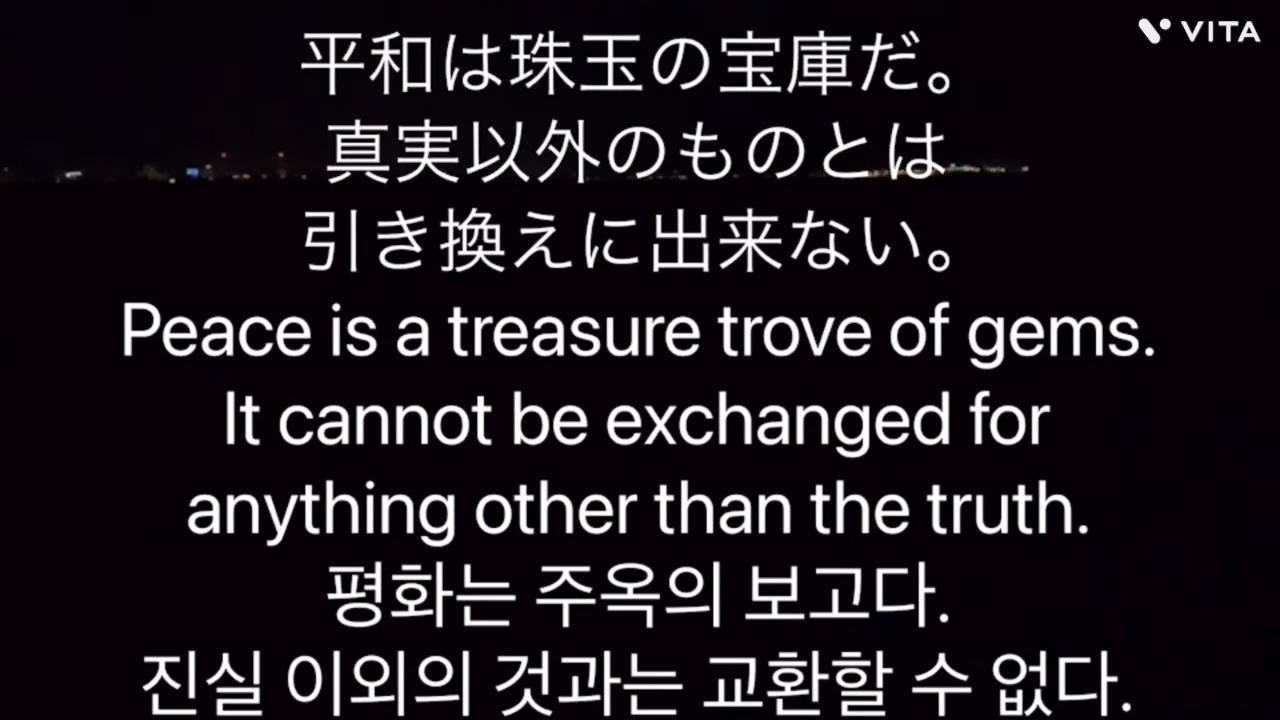 VITA
平和は珠玉の宝庫だ。
真実以外のものとは
引き換えに出来ない。
Peace is a treasure trove of gems.
It cannot be exchanged for
anything other than the truth.
평화는 주옥의 보고다.
진실 이외의 것과는 교환할 수 없다.